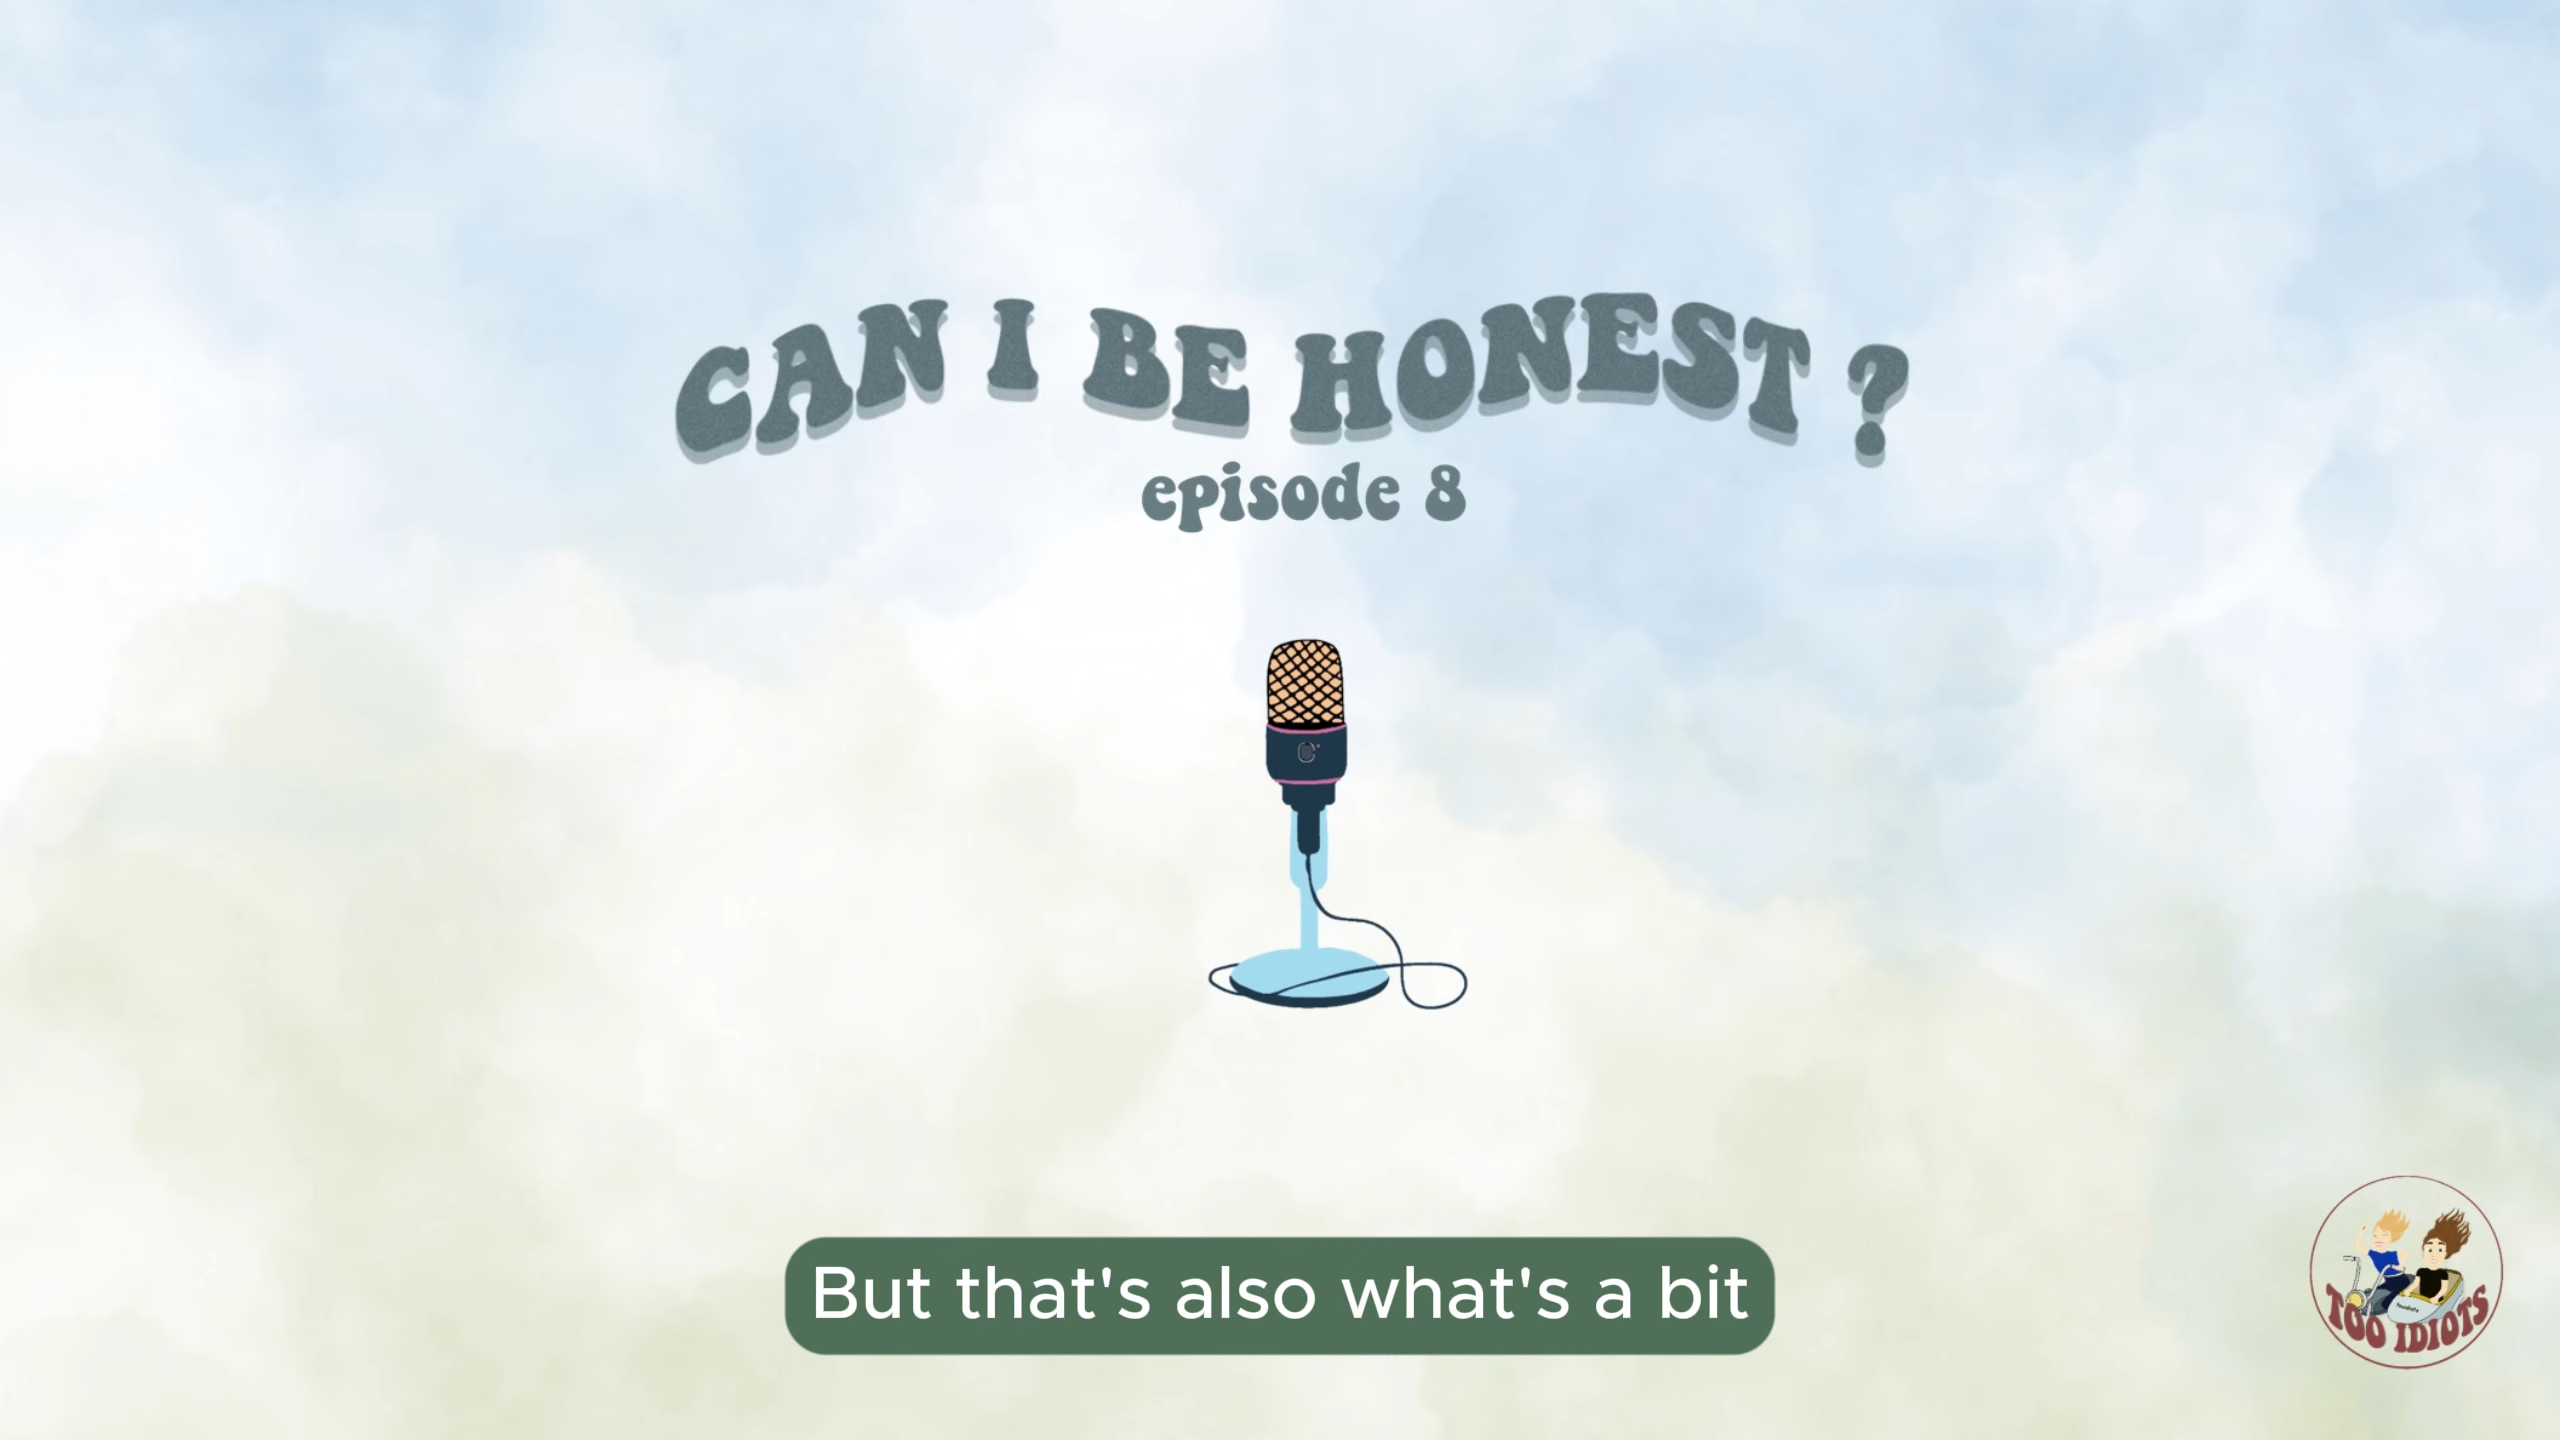 CAN I BE HONEST ?
episode 8
But that's also what's a bit
TOO IDIOTS